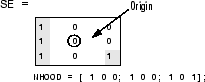 SE =
Origin
1 0 0
1 0 0
1 0 1
NHOOD = [ 1 0 0; 1 0 0; 1 0 1]